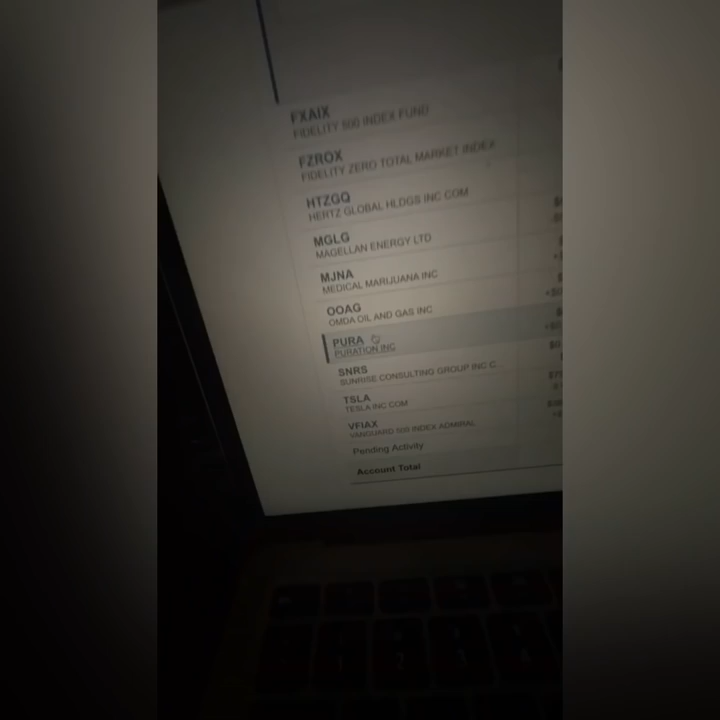 FXAIX
FIDELITY 500 INDEX FUND
FZROX
FIDELITY ZERO TOTAL MARKET INDEX
HTZGQ
HERTZ GLOBAL HLDGS INC COM
MGLG
MAGELLAN ENERGY LTD
MJNA
MEDICAL MARIJUANA INC
OOAG
OMDA OIL AND GAS INC
PURA
PURATION INC
SNRS
SUNRISE CONSULTING GROUP INC C...
TSLA
TESLA INC COM
VFIAX
VANGUARD 500 INDEX ADMIRAL
Pending Activity
Account Total